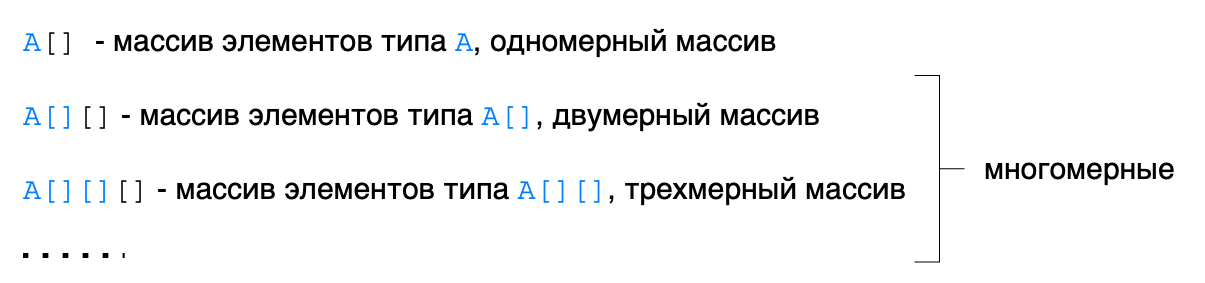 A[] - массив элементов типа A, одномерный массив
A[][] - массив элементов типа A[], двумерный массив
многомерные
A[][][] - массив элементов типа A[][], трехмерный массив
.....